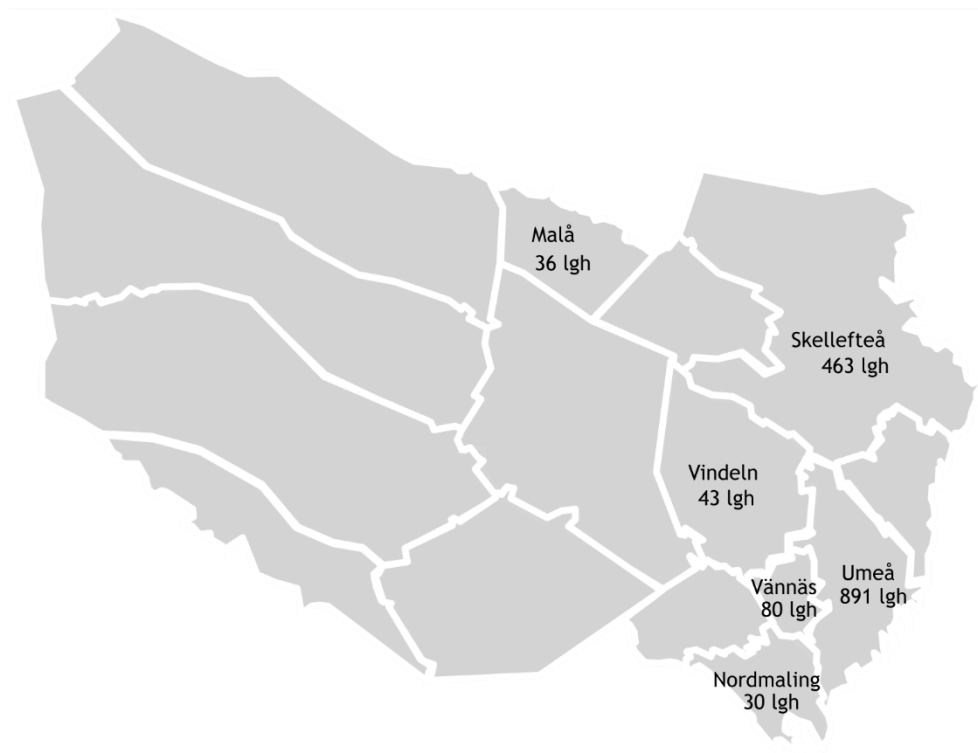 Malå
36 lgh
Skellefteå
463 lgh
Vindeln
43 lgh
Vännäs
80 lgh
Umeå
891 lgh
Nordmaling
30 lgh